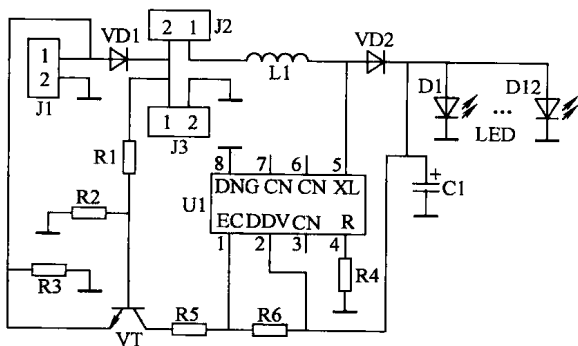 VD1
2 1
J2
1
2
J1
L1
VD2
D1
D12
...
LED
1 2
J3
R1
8 7 6 5
DNG CN CN XL
U1
EC DDV CN R
1 2 3 4
C1
+
R2
R3
R4
VT
R5
R6